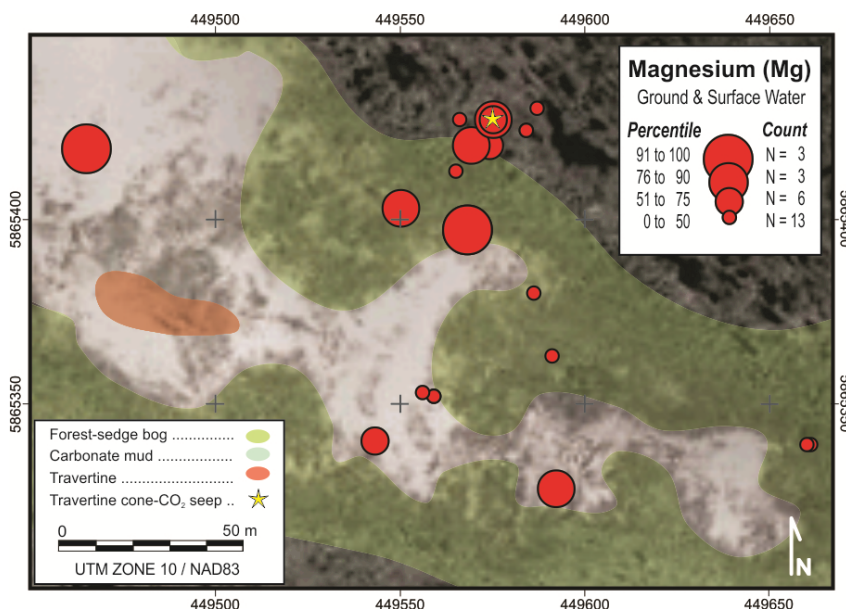 449500 449550 449600 449650
Magnesium (Mg)
Ground & Surface Water
Percentile Count
91 to 100 N = 3
76 to 90 N = 3
51 to 75 N = 6
0 to 50 N = 13
5865400 5865400
5865350 5865350
Forest-sedge bog ...............
Carbonate mud ..................
Travertine .........................
Travertine cone-CO₂ seep ..
0 50 m
UTM ZONE 10 / NAD83
N
449500 449550 449600 449650